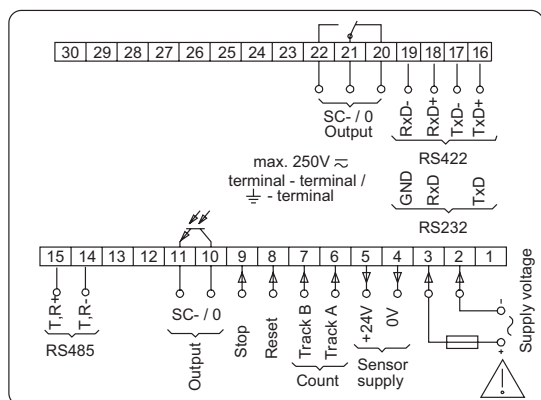 30 29 28 27 26 25 24 23 22 21 20 19 18 17 16
SC- / 0
Output
RxD-
RxD+
TxD-
TxD+
RS422
max. 250V ⏦
terminal - terminal /
⏚ - terminal
GND
RxD
TxD
RS232
15 14 13 12 11 10 9 8 7 6 5 4 3 2 1
T,R+
T,R-
RS485
SC- / 0
Output
Stop
Reset
Track B
Track A
Count
+24V
0V
Sensor
supply
-
~
+
Supply voltage
!